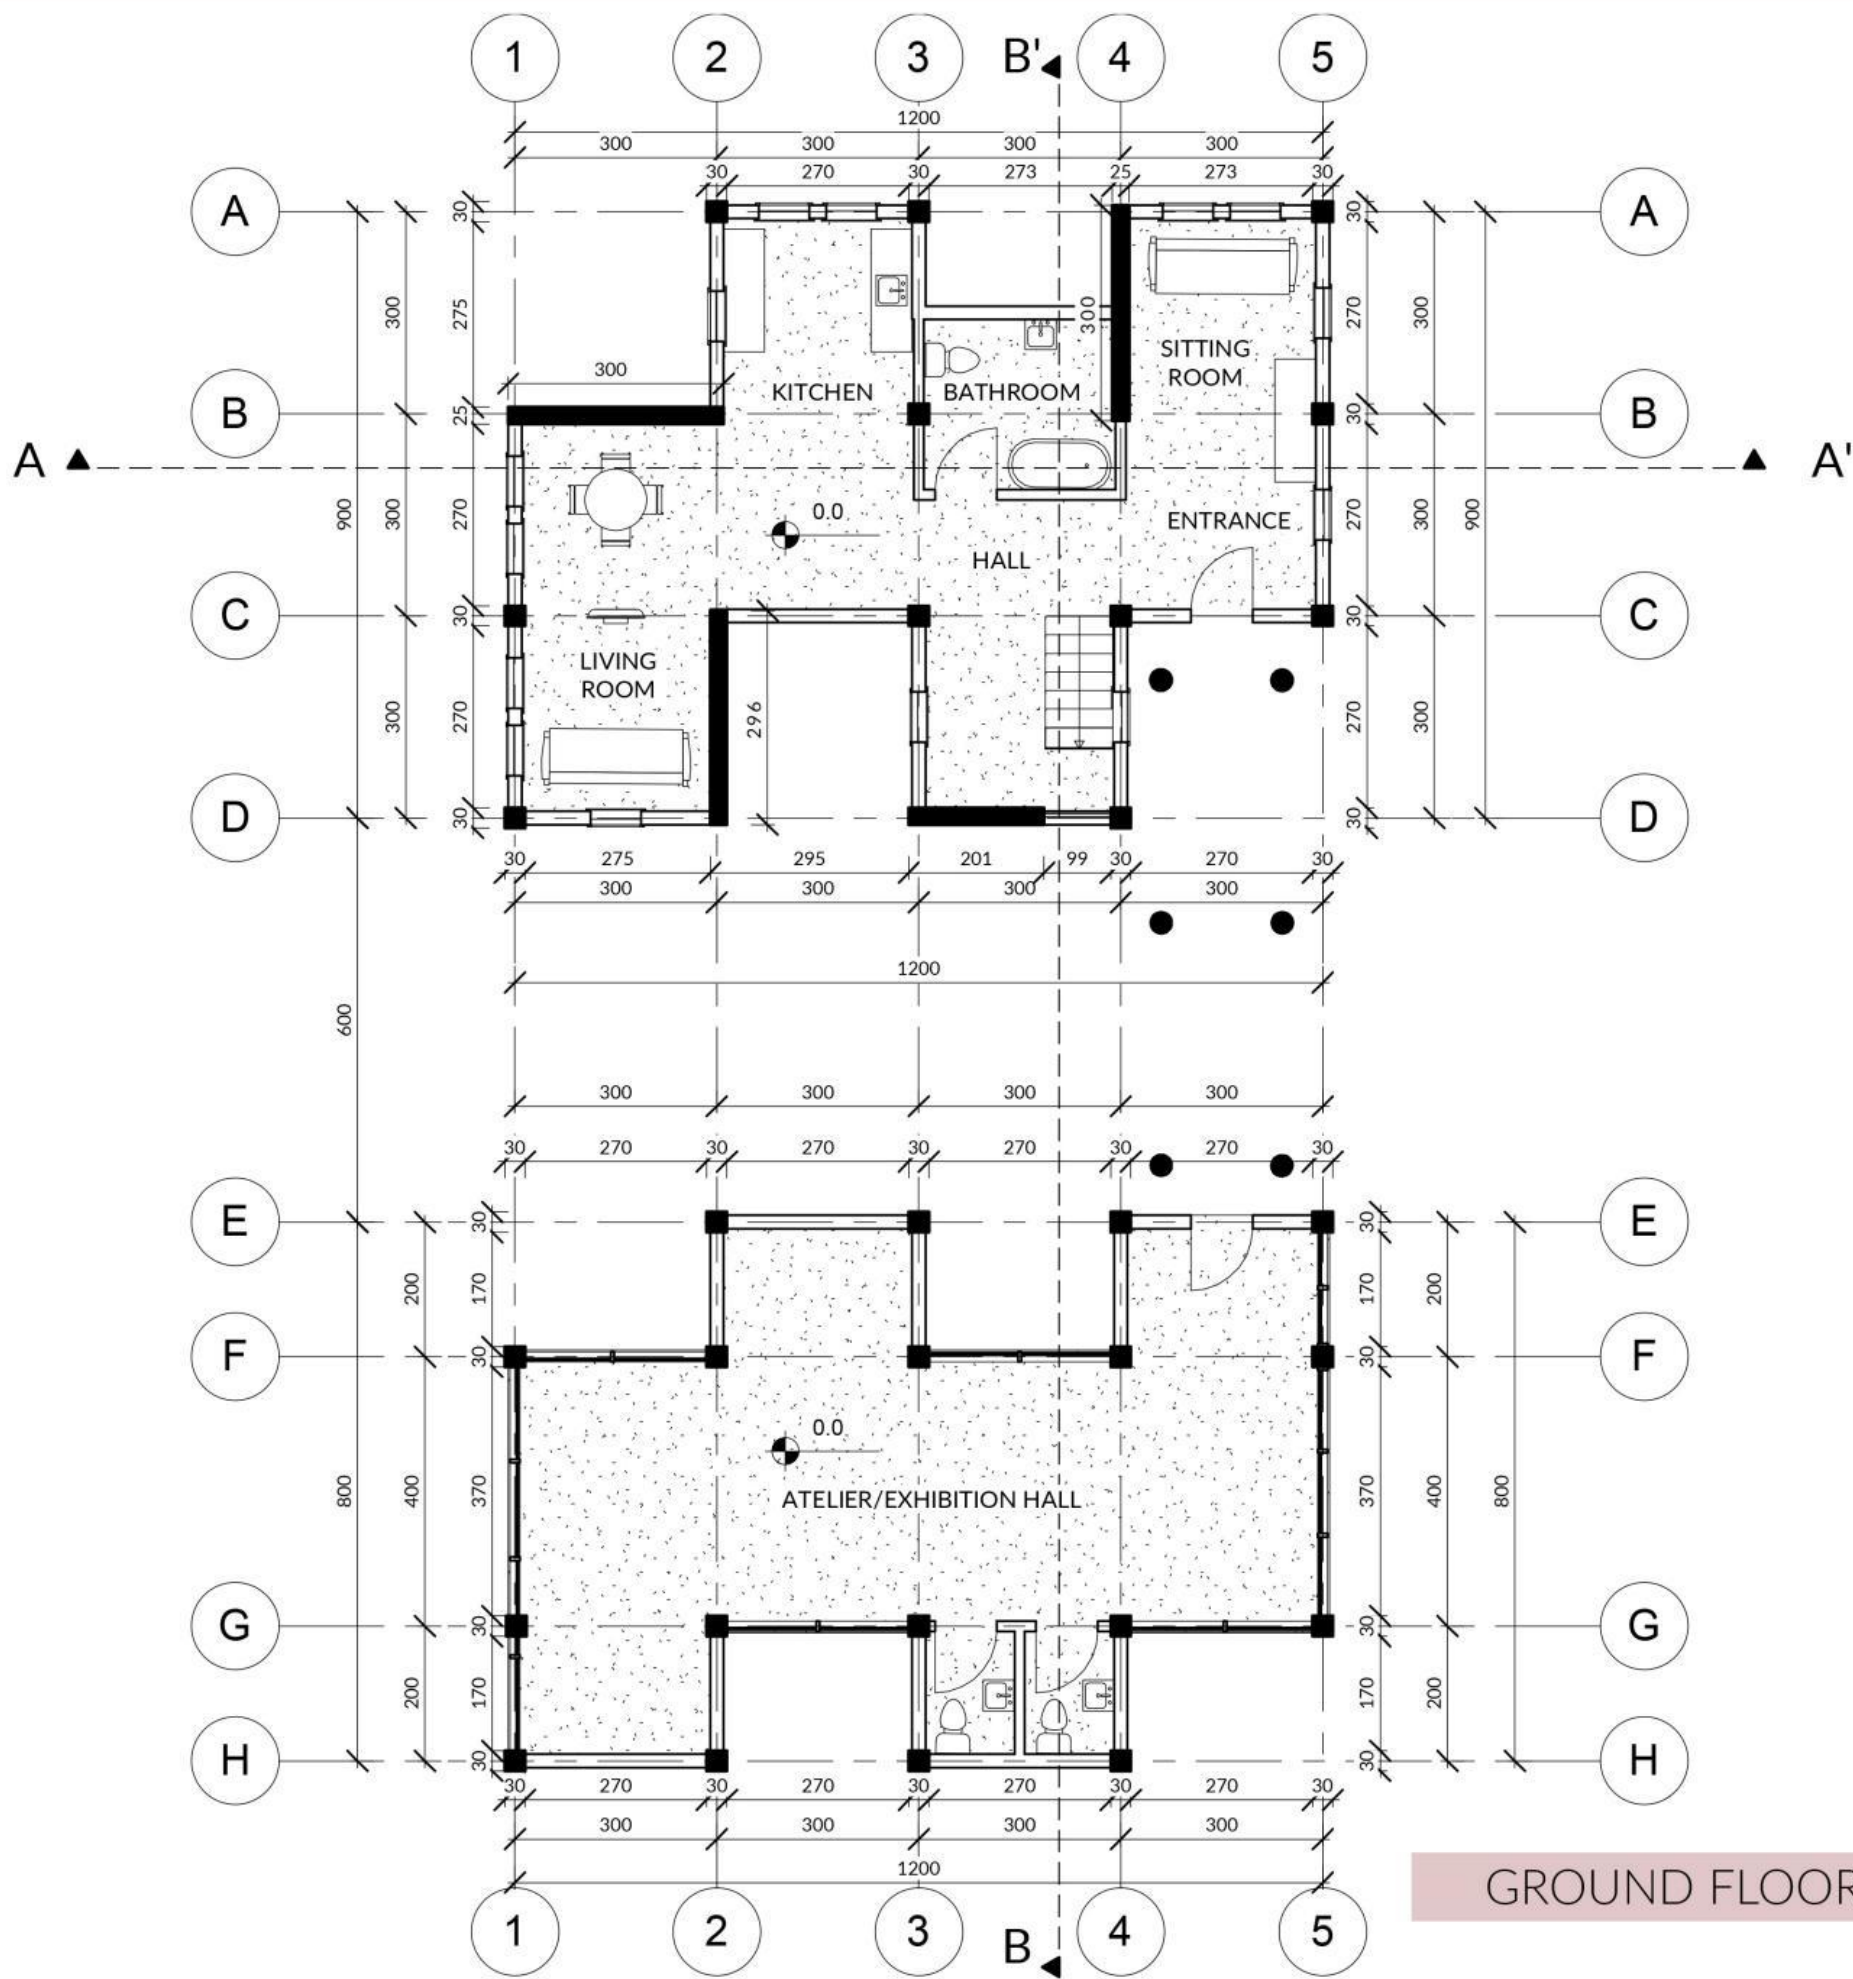 1 2 3 B' 4 5
1200
300 300 300 300
30 270 30 273 25 273 30
A 30 30 A
300 275 300 270 300
SITTING
ROOM
300 KITCHEN BATHROOM
B 25 30 B
A A'
900 300 270 0.0 ENTRANCE 270 300 900
HALL
C 30 30 C
LIVING
ROOM
300 270 296 270 300
D 30 30 D
30 275 295 201 99 30 270 30
300 300 300 300
1200
600
300 300 300 300
30 270 30 270 30 270 30 270 30
E 30 30 E
200 170 170 200
F 30 30 F
0.0
800 400 370 370 400 800
ATELIER/EXHIBITION HALL
G 30 30 G
200 170 170 200
H 30 30 H
30 270 30 270 30 270 30 270 30
300 300 300 300
1200
GROUND FLOOR
1 2 3 B 4 5